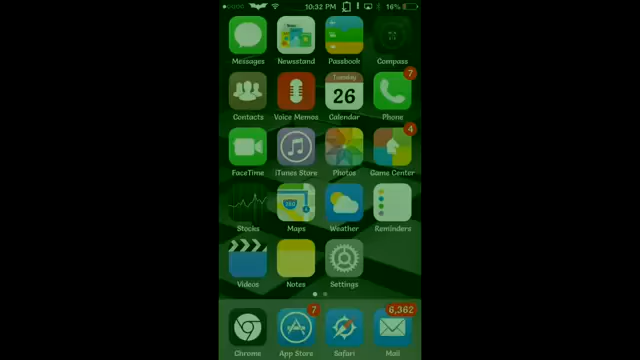 10:32 PM 16%
Messages Newsstand Passbook Compass
7
Tuesday
26
Contacts Voice Memos Calendar Phone
4
FaceTime iTunes Store Photos Game Center
280
Stocks Maps Weather Reminders
Videos Notes Settings
7 6,362
Chrome App Store Safari Mail